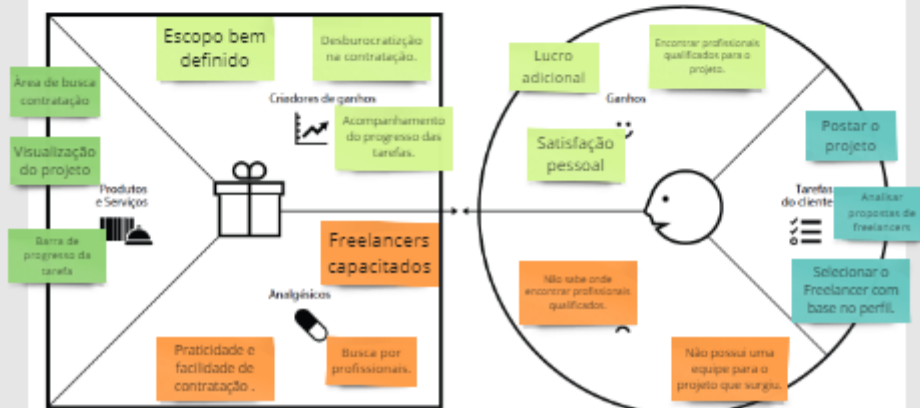 Escopo bem
definido
Desburocratizção
na contratação.
Área de busca
contratação
Criadores de ganhos
Acompanhamento
do progresso das
tarefas.
Visualização
do projeto
Produtos
e Serviços
Barra de
progresso da
tarefa
Freelancers
capacitados
Analgésicos
Praticidade e
facilidade de
contratação .
Busca por
profissionais.
Lucro
adicional
Encontrar profissionais
qualificados para o
projeto.
Ganhos
Satisfação
pessoal
Postar o
projeto
Tarefas
do cliente
Analisar
propostas de
freelancers
Selecionar o
Freelancer com
base no perfil.
Não sabe onde
encontrar profissionais
qualificados.
Não possui uma
equipe para o
projeto que surgiu.